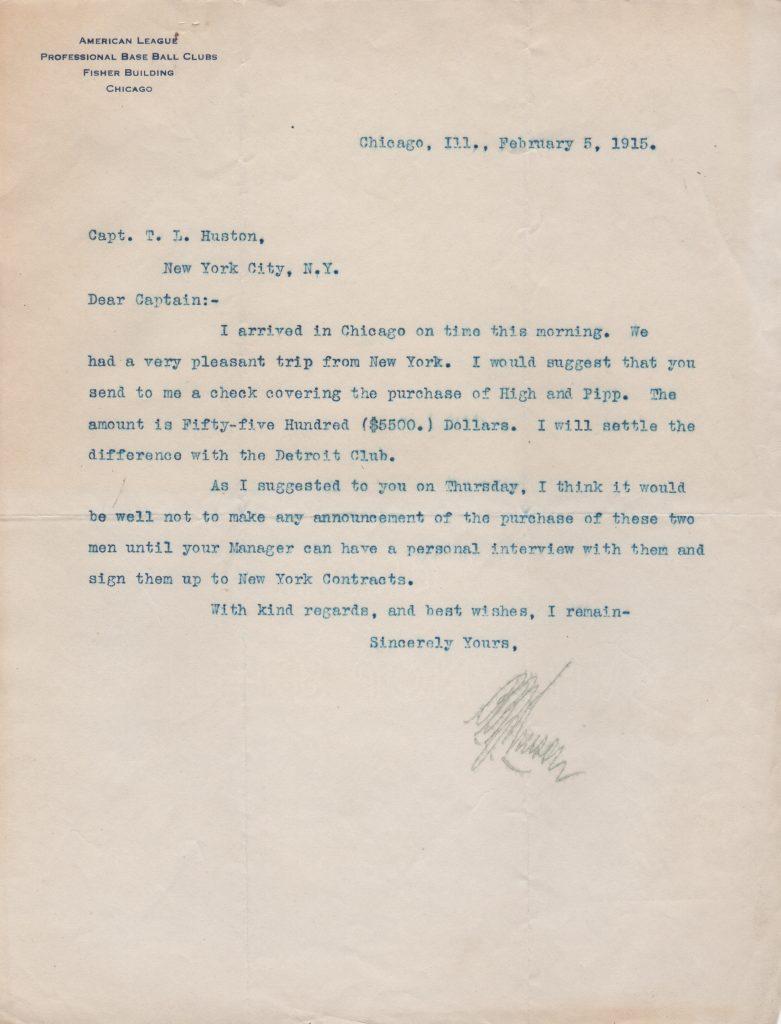 AMERICAN LEAGUE
PROFESSIONAL BASE BALL CLUBS
FISHER BUILDING
CHICAGO
Chicago, Ill., February 5, 1915.
Capt. T. L. Huston,
New York City, N.Y.
Dear Captain:-
I arrived in Chicago on time this morning. We
had a very pleasant trip from New York. I would suggest that you
send to me a check covering the purchase of High and Pipp. The
amount is Fifty-five Hundred ($5500.) Dollars. I will settle the
difference with the Detroit Club.
As I suggested to you on Thursday, I think it would
be well not to make any announcement of the purchase of these two
men until your Manager can have a personal interview with them and
sign them up to New York Contracts.
With kind regards, and best wishes, I remain-
Sincerely Yours,